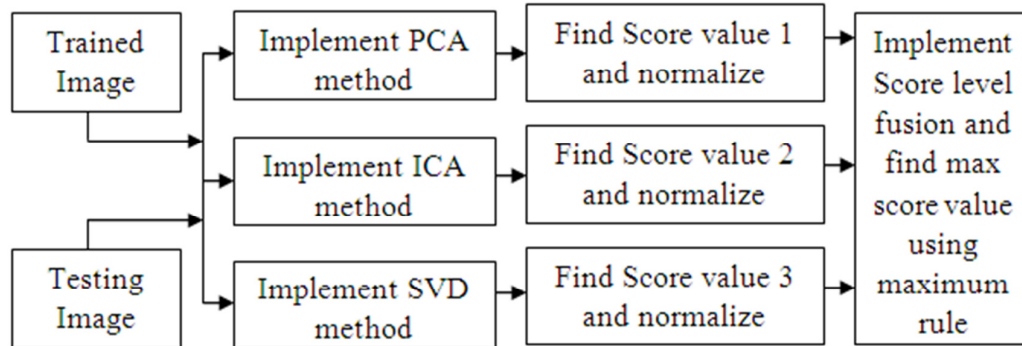 Trained
Image
Testing
Image
Implement PCA
method
Implement ICA
method
Implement SVD
method
Find Score value 1
and normalize
Find Score value 2
and normalize
Find Score value 3
and normalize
Implement
Score level
fusion and
find max
score value
using
maximum
rule